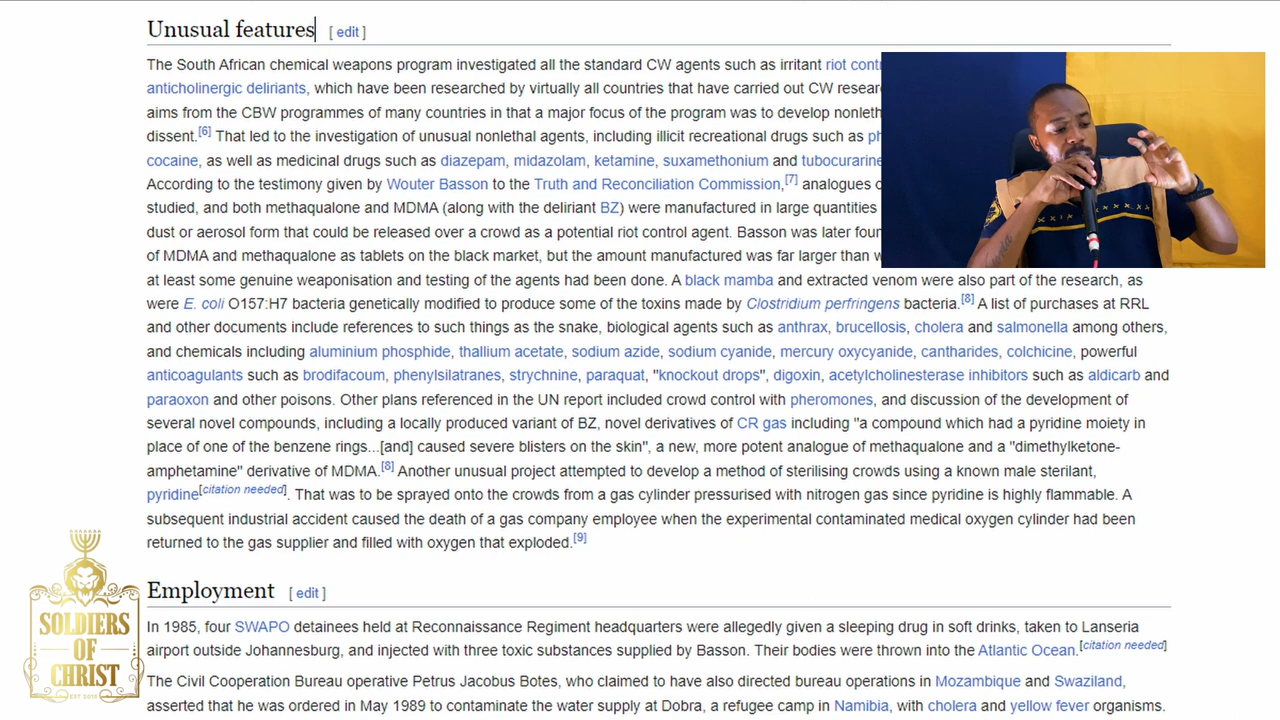 Unusual features [ edit ]
The South African chemical weapons program investigated all the standard CW agents such as irritant riot
anticholinergic deliriants, which have been researched by virtually all countries that have carried out CW
aims from the CBW programmes of many countries in that a major focus of the program was to develop
dissent.[6] That led to the investigation of unusual nonlethal agents, including illicit recreational drugs such as
cocaine, as well as medicinal drugs such as diazepam, midazolam, ketamine, suxamethonium and tubocurarine
According to the testimony given by Wouter Basson to the Truth and Reconciliation Commission,[7] analogues
studied, and both methaqualone and MDMA (along with the deliriant BZ) were manufactured in large quantities
dust or aerosol form that could be released over a crowd as a potential riot control agent. Basson was later
of MDMA and methaqualone as tablets on the black market, but the amount manufactured was far larger than
at least some genuine weaponisation and testing of the agents had been done. A black mamba and extracted venom were also part of the research, as
were E. coli O157:H7 bacteria genetically modified to produce some of the toxins made by Clostridium perfringens bacteria.[8] A list of purchases at RRL
and other documents include references to such things as the snake, biological agents such as anthrax, brucellosis, cholera and salmonella among others,
and chemicals including aluminium phosphide, thallium acetate, sodium azide, sodium cyanide, mercury oxycyanide, cantharides, colchicine, powerful
anticoagulants such as brodifacoum, phenylsilatranes, strychnine, paraquat, "knockout drops", digoxin, acetylcholinesterase inhibitors such as aldicarb and
paraoxon and other poisons. Other plans referenced in the UN report included crowd control with pheromones, and discussion of the development of
several novel compounds, including a locally produced variant of BZ, novel derivatives of CR gas including "a compound which had a pyridine moiety in
place of one of the benzene rings...[and] caused severe blisters on the skin", a new, more potent analogue of methaqualone and a "dimethylketone-
amphetamine" derivative of MDMA.[8] Another unusual project attempted to develop a method of sterilising crowds using a known male sterilant,
pyridine[citation needed]. That was to be sprayed onto the crowds from a gas cylinder pressurised with nitrogen gas since pyridine is highly flammable. A
subsequent industrial accident caused the death of a gas company employee when the experimental contaminated medical oxygen cylinder had been
returned to the gas supplier and filled with oxygen that exploded.[9]
Employment [ edit ]
In 1985, four SWAPO detainees held at Reconnaissance Regiment headquarters were allegedly given a sleeping drug in soft drinks, taken to Lanseria
airport outside Johannesburg, and injected with three toxic substances supplied by Basson. Their bodies were thrown into the Atlantic Ocean.[citation needed]
The Civil Cooperation Bureau operative Petrus Jacobus Botes, who claimed to have also directed bureau operations in Mozambique and Swaziland,
asserted that he was ordered in May 1989 to contaminate the water supply at Dobra, a refugee camp in Namibia, with cholera and yellow fever organisms.
SOLDIERS
OF
CHRIST